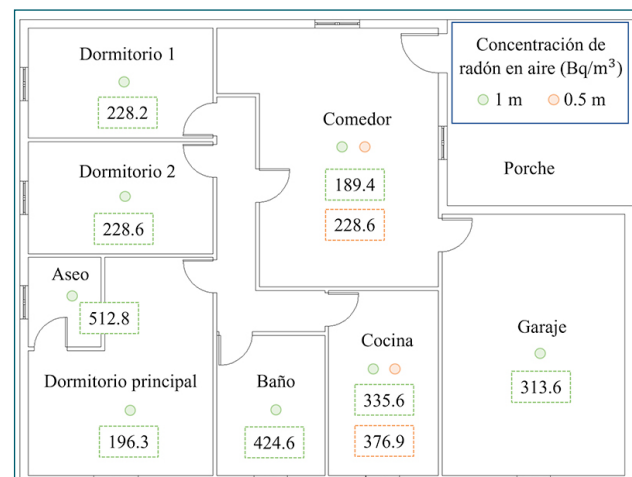 Concentración de
radón en aire (Bq/m³)
1 m
0.5 m
Dormitorio 1
228.2
Comedor
189.4
228.6
Porche
Dormitorio 2
228.6
Aseo
512.8
Dormitorio principal
196.3
Baño
424.6
Cocina
335.6
376.9
Garaje
313.6